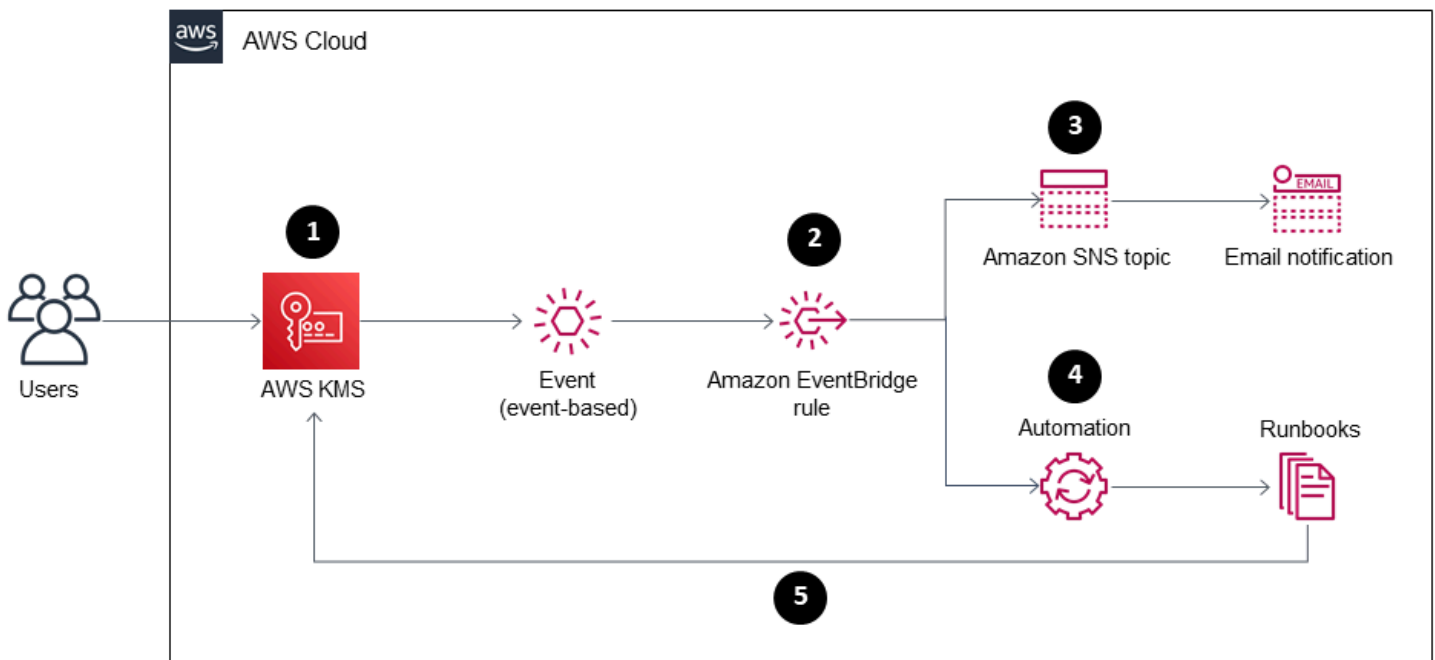 aws
AWS Cloud
3
EMAIL
1
2
Amazon SNS topic
Email notification
Users
AWS KMS
Event
(event-based)
Amazon EventBridge
rule
4
Automation
Runbooks
5